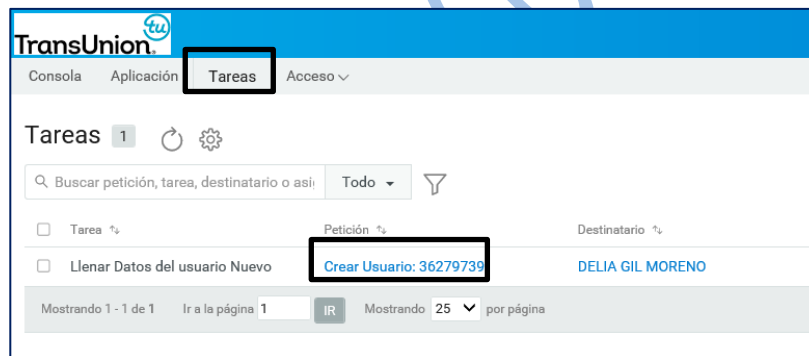 tu
TransUnion.
Consola Aplicación Tareas Acceso
Tareas 1
Buscar petición, tarea, destinatario o asi Todo
Tarea Petición Destinatario
Llenar Datos del usuario Nuevo Crear Usuario: 36279739 DELIA GIL MORENO
Mostrando 1 - 1 de 1 Ir a la página 1 IR Mostrando 25 por página